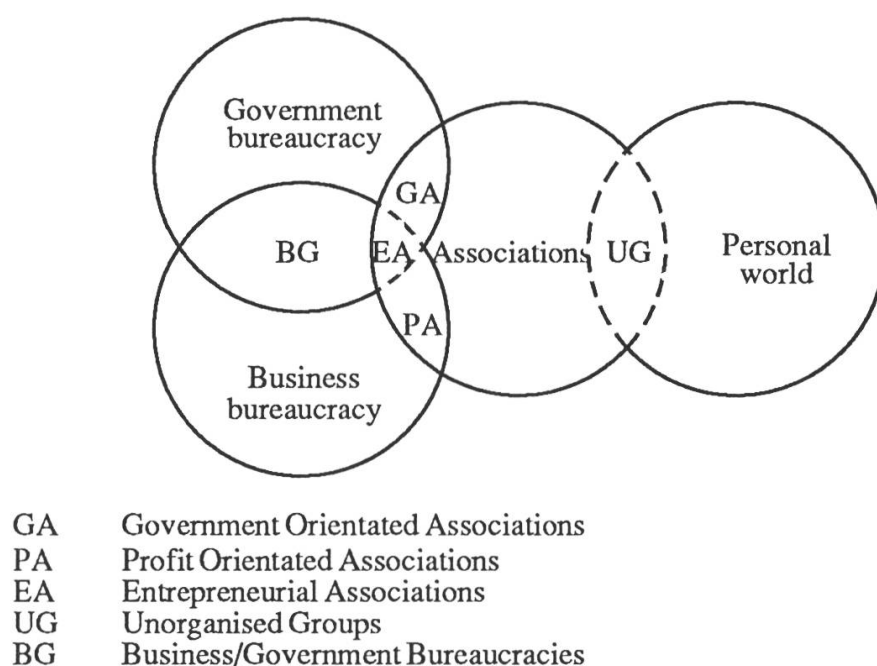 Government
bureaucracy
GA
BG
EA
Associations
UG
Personal
world
PA
Business
bureaucracy
GA Government Orientated Associations
PA Profit Orientated Associations
EA Entrepreneurial Associations
UG Unorganised Groups
BG Business/Government Bureaucracies